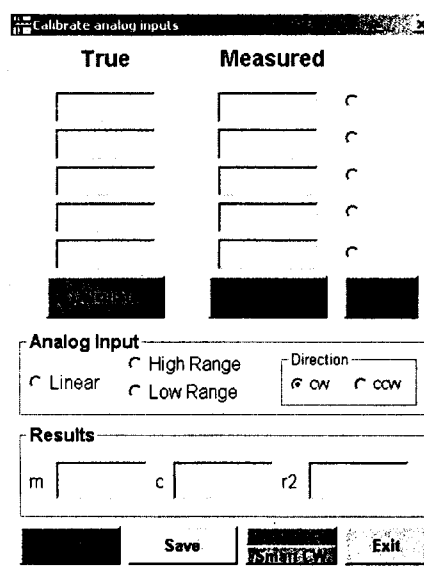 Calibrate analog inputs
True Measured
Analog Input
Linear
High Range
Low Range
Direction
CW CCW
Results
m c r2
Save Exit